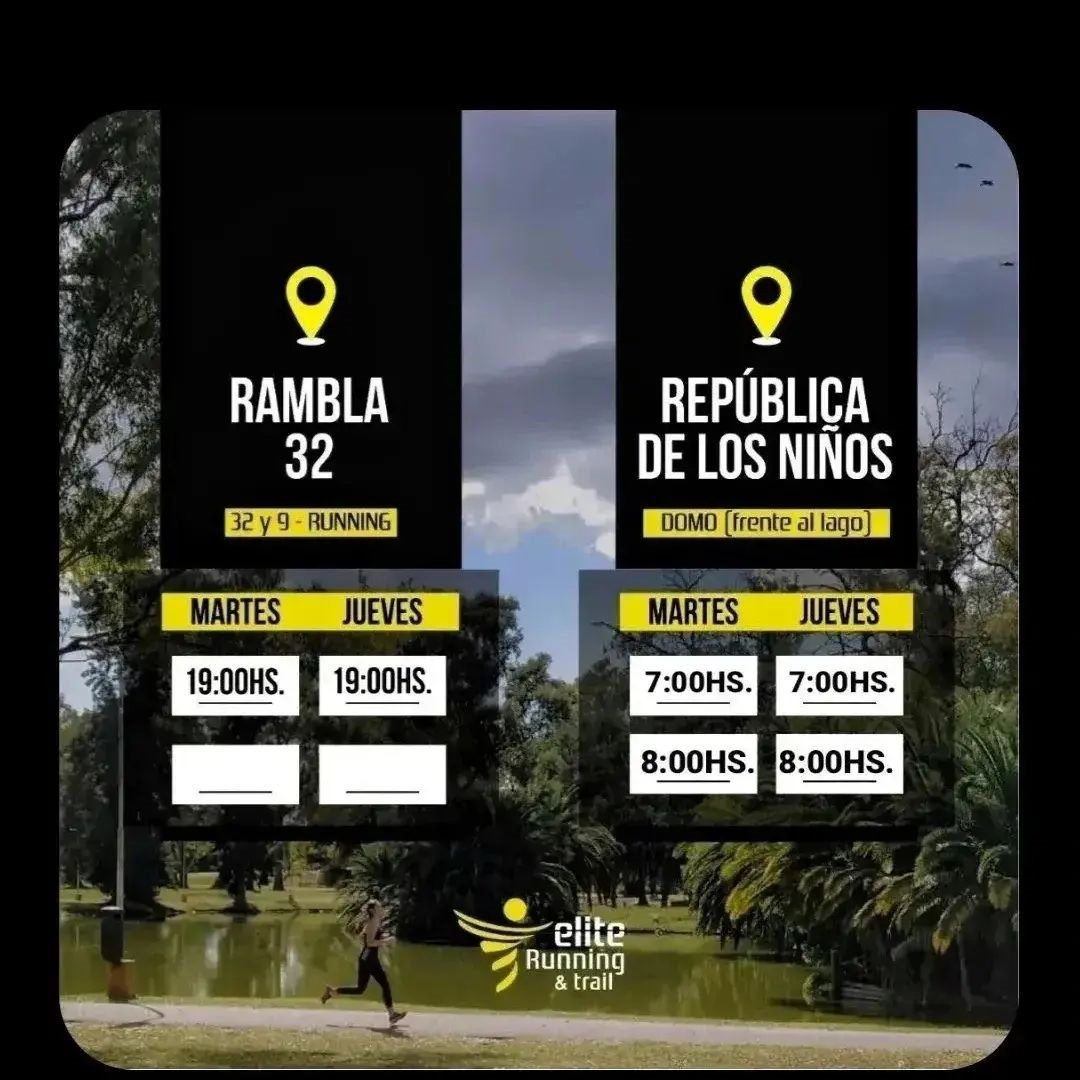 RAMBLA
32
32 y 9 - RUNNING
MARTES JUEVES
19:00HS. 19:00HS.
REPÚBLICA
DE LOS NIÑOS
DOMO (frente al lago)
MARTES JUEVES
7:00HS. 7:00HS.
8:00HS. 8:00HS.
elite
Running
& trail